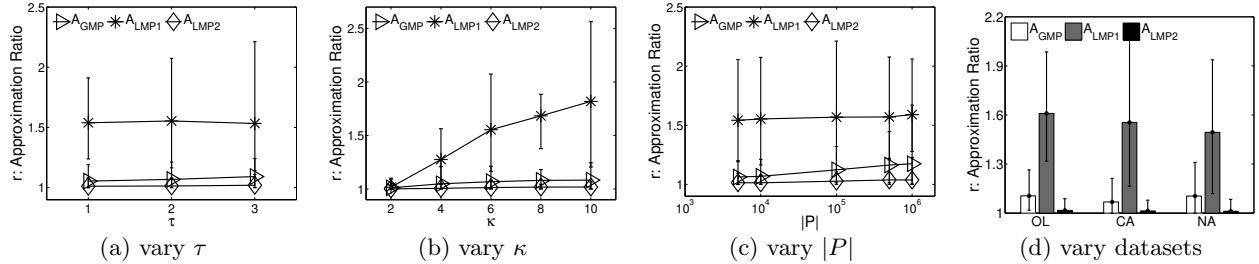 A_GMP A_LMP1 A_LMP2
r: Approximation Ratio
2.5
2
1.5
1
1 2 3
τ
(a) vary τ
A_GMP A_LMP1 A_LMP2
r: Approximation Ratio
2.5
2
1.5
1
2 4 6 8 10
κ
(b) vary κ
A_GMP A_LMP1 A_LMP2
r: Approximation Ratio
2.5
2
1.5
1
10^3 10^4 10^5 10^6
|P|
(c) vary |P|
A_GMP A_LMP1 A_LMP2
r: Approximation Ratio
2.2
1.9
1.6
1.3
1
OL CA NA
(d) vary datasets